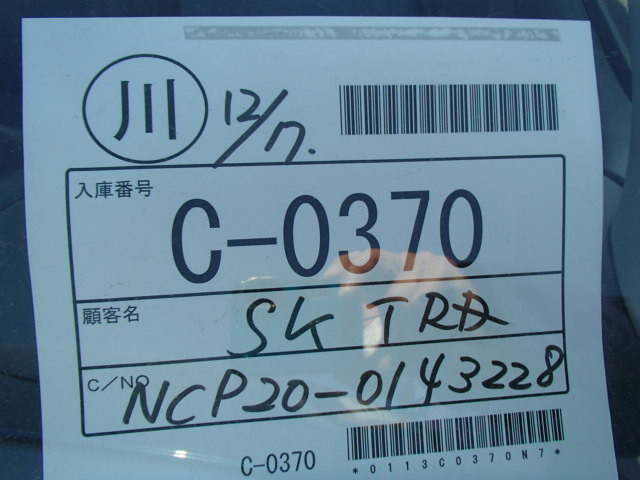 川 12/7.
入庫番号
C-0370
顧客名 SK TRD
C/NO NCP20-0143228
C-0370 *0113C0370N7*